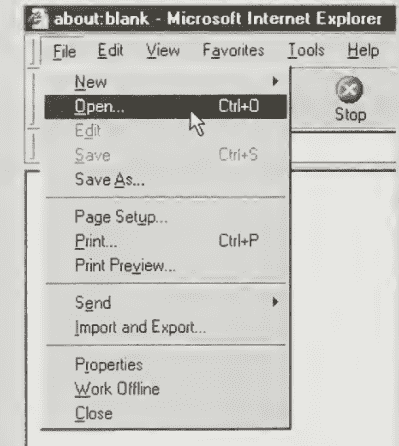 about:blank - Microsoft Internet Explorer
File Edit View Favorites Tools Help
New
Open... Ctrl+O
Edit
Save Ctrl+S
Save As...
Stop
Page Setup...
Print... Ctrl+P
Print Preview...
Send
Import and Export...
Properties
Work Offline
Close